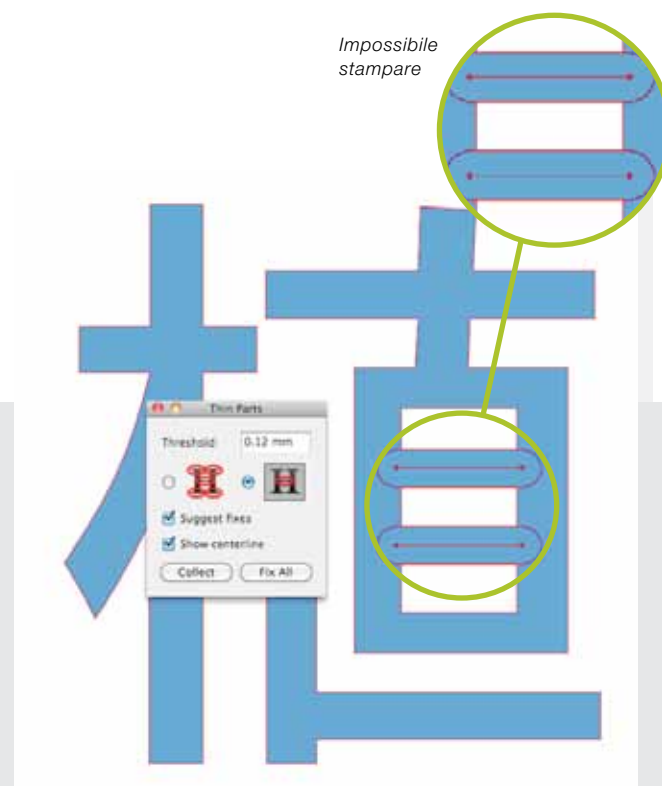 Impossibile
stampare
植
Thin Parts
Threshold 0.12 mm
H H
Suggest fixes
Show centerline
Collect Fix All